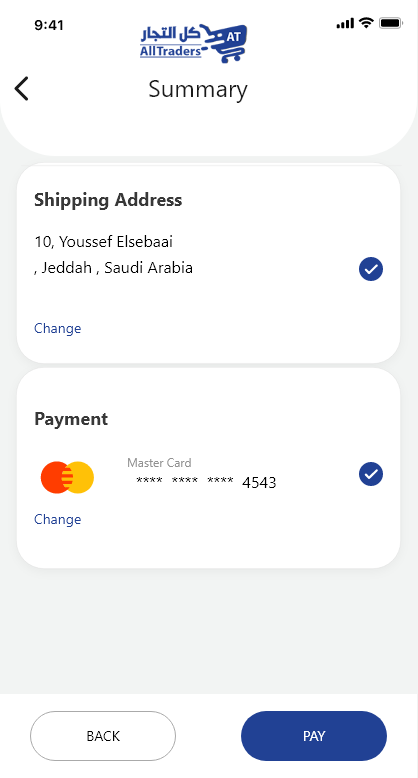 9:41
كل التجار
AT
AllTraders
Summary
Shipping Address
10, Youssef Elsebaai
, Jeddah , Saudi Arabia
Change
Payment
Master Card
**** **** **** 4543
Change
BACK
PAY